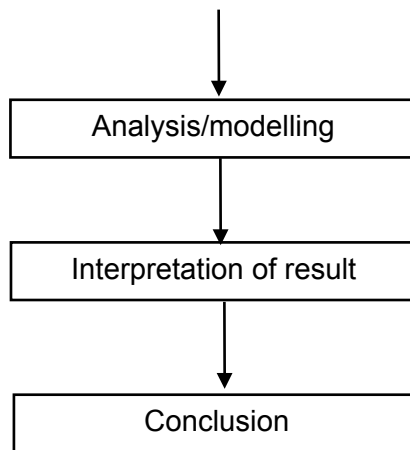 Analysis/modelling
Interpretation of result
Conclusion